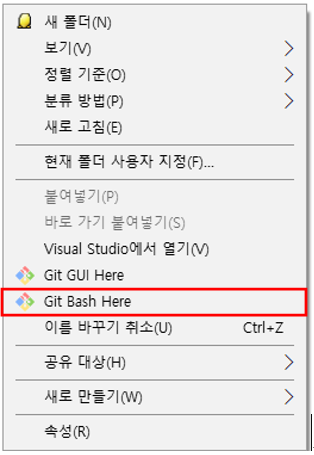 새 폴더(N)
보기(V)
정렬 기준(O)
분류 방법(P)
새로 고침(E)
현재 폴더 사용자 지정(F)...
붙여넣기(P)
바로 가기 붙여넣기(S)
Visual Studio에서 열기(V)
Git GUI Here
Git Bash Here
이름 바꾸기 취소(U) Ctrl+Z
공유 대상(H)
새로 만들기(W)
속성(R)